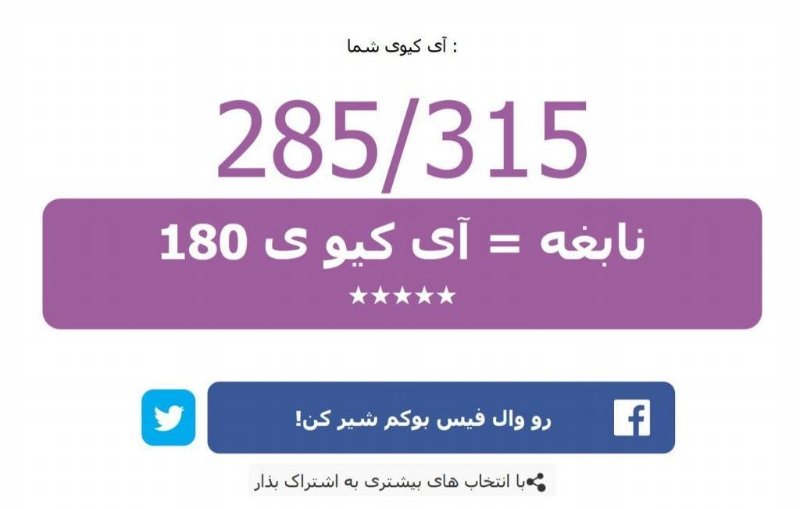 آی کیوی شما :
285/315
نابغه = آی کیو ی 180
★★★★★
رو وال فیس بوکم شیر کن!
با انتخاب های بیشتری به اشتراک بذار